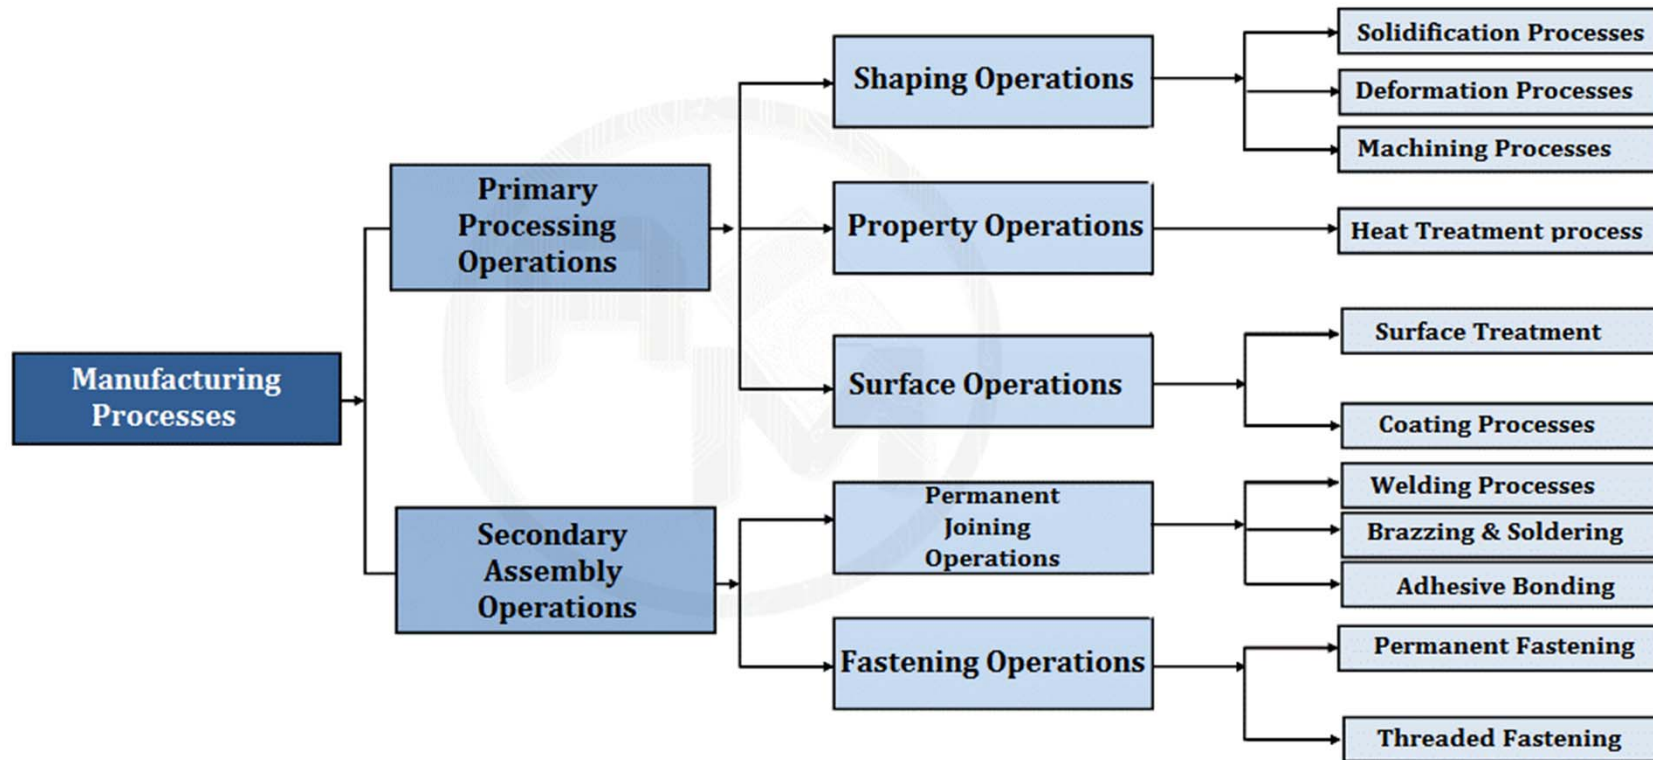 Manufacturing
Processes
Primary
Processing
Operations
Secondary
Assembly
Operations
Shaping Operations
Property Operations
Surface Operations
Permanent
Joining
Operations
Fastening Operations
Solidification Processes
Deformation Processes
Machining Processes
Heat Treatment process
Surface Treatment
Coating Processes
Welding Processes
Brazzing & Soldering
Adhesive Bonding
Permanent Fastening
Threaded Fastening